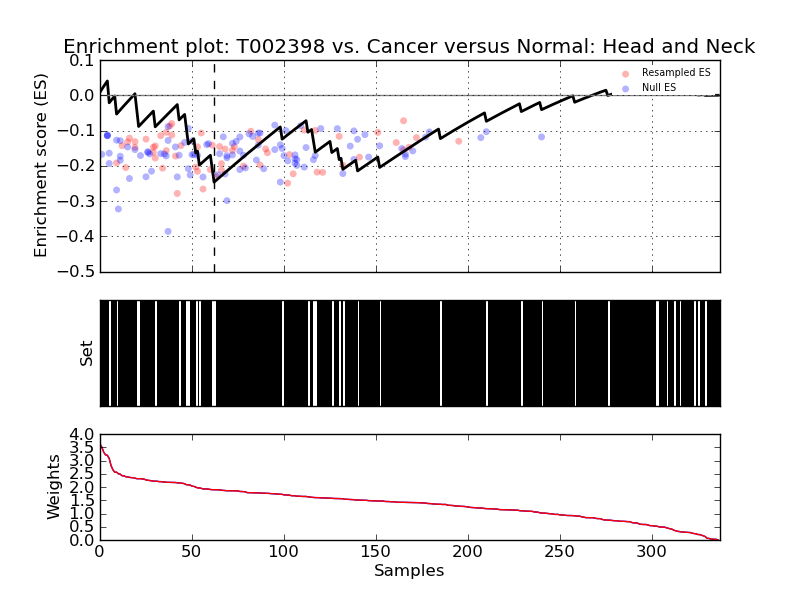 Enrichment plot: T002398 vs. Cancer versus Normal: Head and Neck
Enrichment score (ES)
0.1
0.0
−0.1
−0.2
−0.3
−0.4
−0.5
Resampled ES
Null ES
Set
Weights
4.0
3.5
3.0
2.5
2.0
1.5
1.0
0.5
0.0
0 50 100 150 200 250 300
Samples